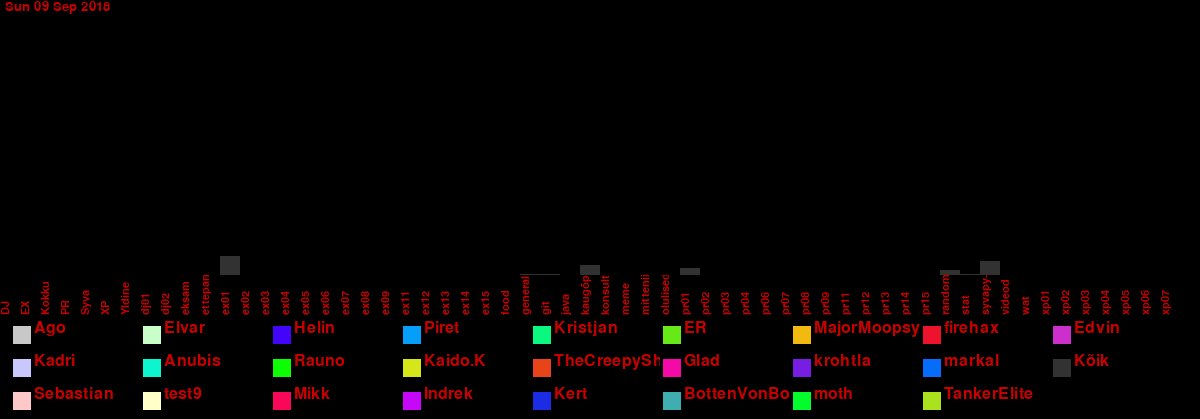 Sun 09 Sep 2018
DJ EX Kokku PR Syva XP Yldine dj01 dj02 eksam ettepan ex01 ex02 ex03 ex04 ex05 ex06 ex07 ex08 ex09 ex11 ex12 ex13 ex14 ex15 food general git java kaugõp konsult meme mittenii olulised pr01 pr02 pr03 pr04 pr06 pr07 pr08 pr09 pr11 pr12 pr13 pr14 pr15 random stat syvapy- videod wat xp01 xp02 xp03 xp04 xp05 xp06 xp07
Ago Elvar Helin Piret Kristjan ER MajorMoopsy firehax Edvin
Kadri Anubis Rauno Kaido.K TheCreepySh Glad krohtla markal Kõik
Sebastian test9 Mikk Indrek Kert BottenVonBo moth TankerElite